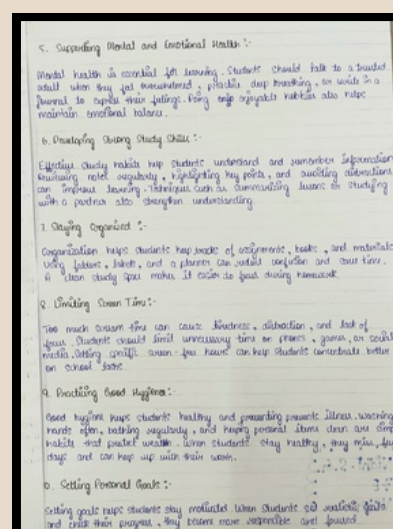 5. Supporting Mental and Emotional Health :-
Mental health is essential for learning. Students should talk to a trusted
adult when they feel overwhelmed, practice deep breathing, or write in a
journal to express their feelings. Doing enjoyable hobbies also helps
maintain emotional balance.
6. Developing Strong Study Skills :-
Effective study habits help students understand and remember information
Reviewing notes regularly, highlighting key points, and avoiding distractions
can improve learning. Techniques such as summarizing lessons or studying
with a partner also strengthen understanding.
7. Staying Organized :-
Organization helps students keep tracks of assignments, books, and materials
Using folders, labels, and a planner can reduce confusion and save time.
A clean study space makes it easier to focus during homework.
8. Limiting Screen Time :-
Too much screen time can cause tiredness, distraction, and lack of
focus. Students should limit unnecessary time on phones, games, or social
media. Setting specific screen-free hours can help students concentrate better
on school tasks.
9. Practicing Good Hygiene :-
Good hygiene keeps students healthy and preventing prevents illness. Washing
hands often, bathing regularly, and keeping personal items clean are simp
habits that protect health. When students stay healthy, they miss few
days and can keep up with their work.
10. Setting Personal Goals :-
Setting goals helps students stay motivated when students set realistic goals
and check their progress, they become more responsible and focused.